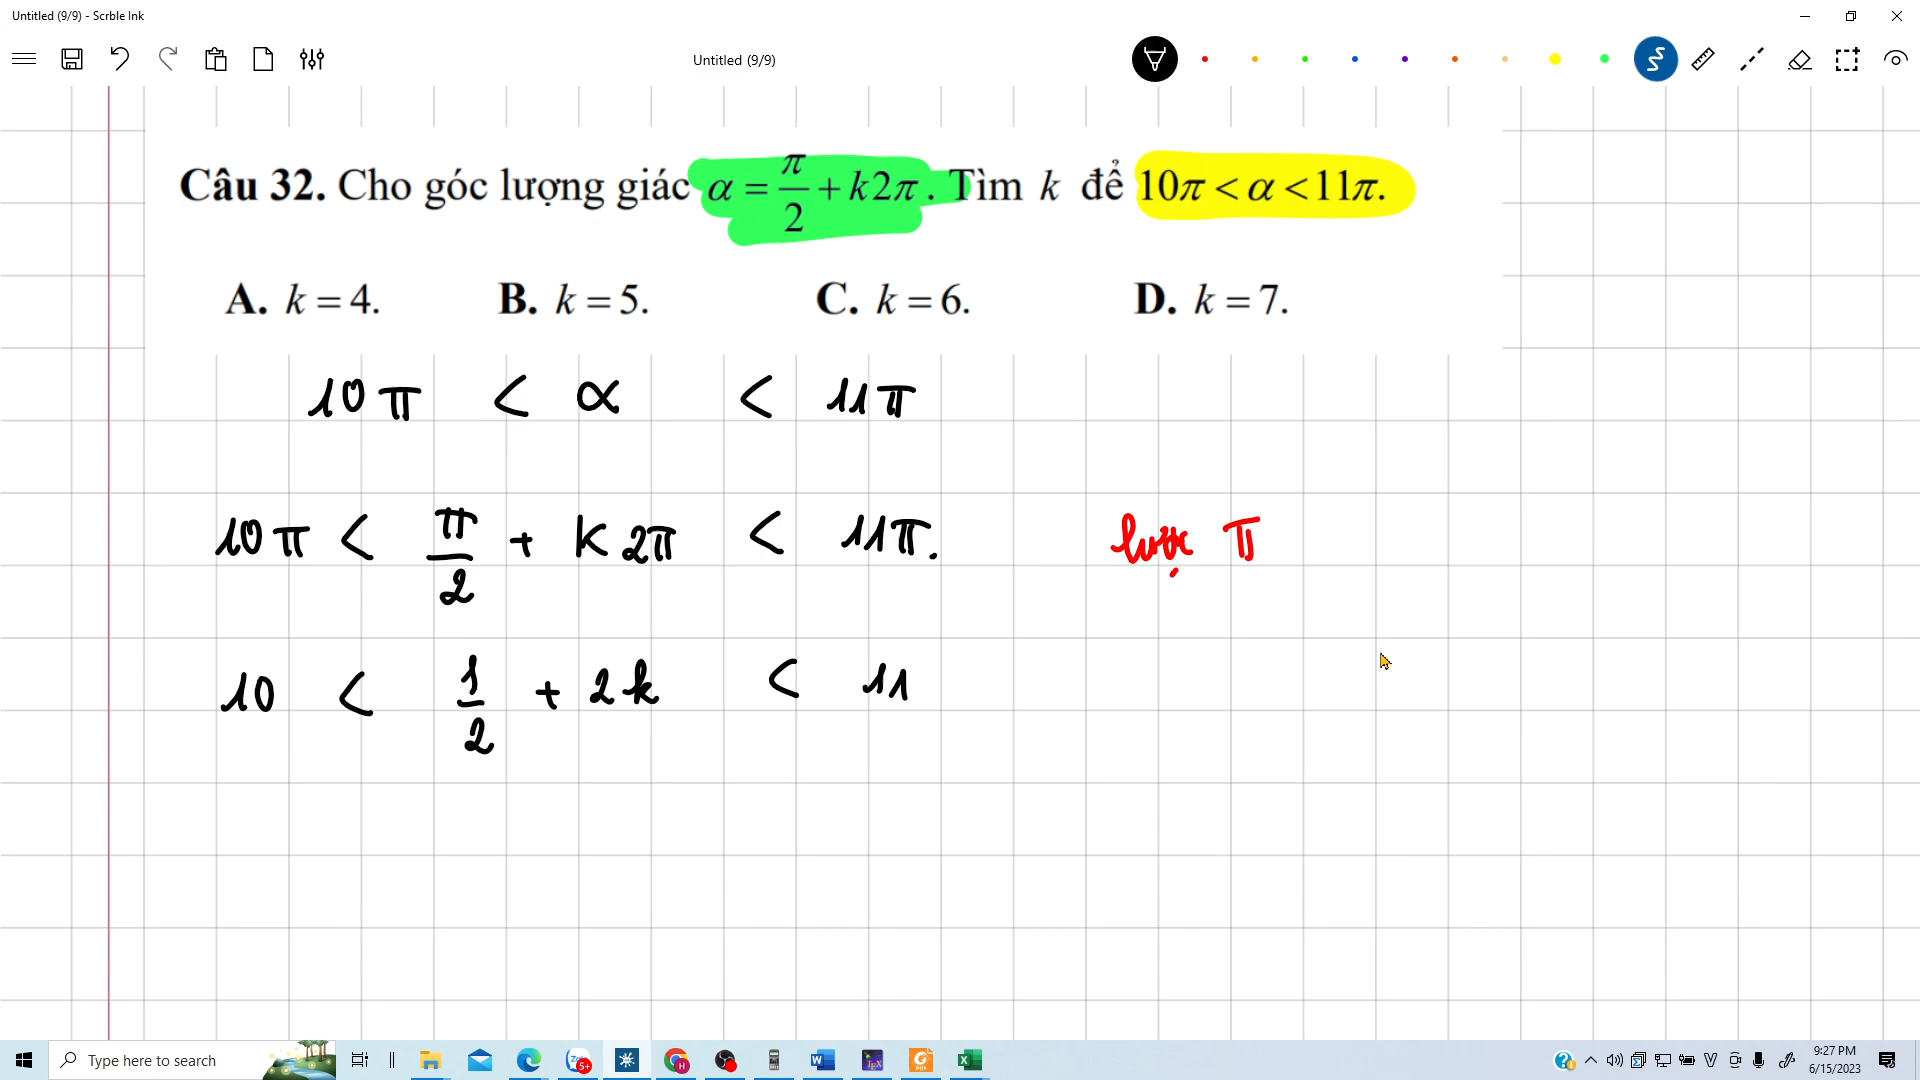 Untitled (9/9) - Scrble Ink
Untitled (9/9)
Câu 32. Cho góc lượng giác α = π/2 + k2π. Tìm k để 10π < α < 11π.
A. k = 4. B. k = 5. C. k = 6. D. k = 7.
10π < α < 11π
10π < π/2 + k2π < 11π. lược π
10 < 1/2 + 2k < 11
Type here to search
5+
9:27 PM
6/15/2023